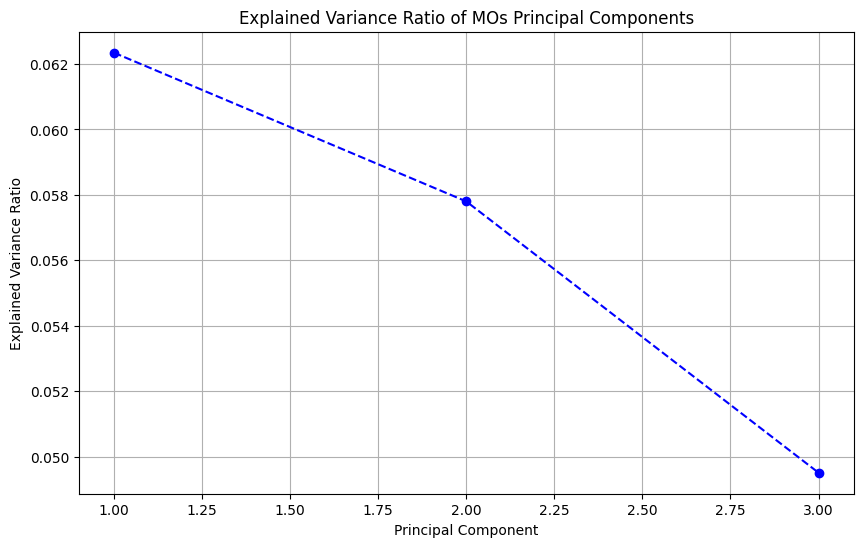 Explained Variance Ratio of MOs Principal Components
0.062
0.060
0.058
0.056
0.054
0.052
0.050
Explained Variance Ratio
1.00 1.25 1.50 1.75 2.00 2.25 2.50 2.75 3.00
Principal Component